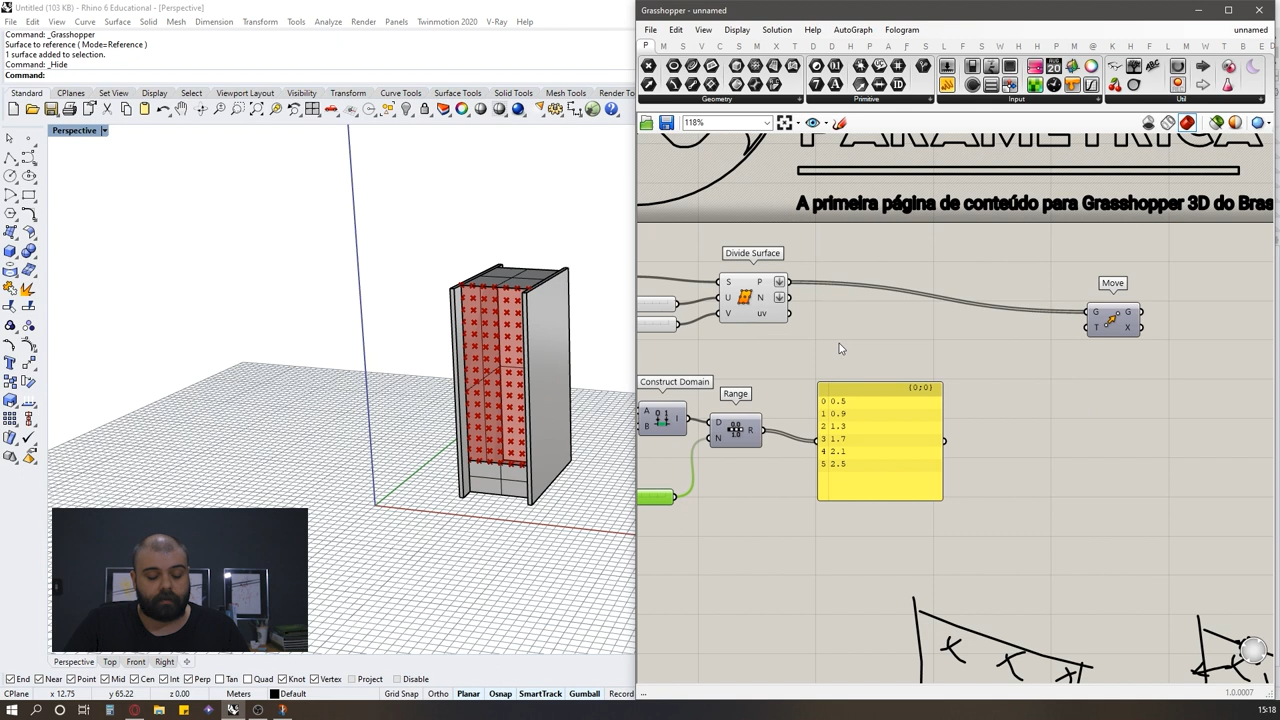 Untitled (103 KB) - Rhino 6 Educational - [Perspective]
File Edit View Curve Surface Solid Mesh Dimension Transform Tools Analyze Render Panels Twinmotion 2020 V-Ray Help
Command: _Grasshopper
Surface to reference ( Mode=Reference )
1 surface added to selection.
Command: _Hide
Command:
Standard CPlanes Set View Display Select Viewport Layout Visibility Transform Curve Tools Surface Tools Solid Tools Mesh Tools Render To
Perspective
Grasshopper - unnamed
File Edit View Display Solution Help AutoGraph Fologram unnamed
P M S V C S M I T D D W K L H H H M @ K H F V U L M T W S R B E
Geometry Primitive Input Util
118%
PARAMÉTRICA
A primeira página de conteúdo para Grasshopper 3D do Bras
Divide Surface
S P
U N
V uv
Move
G G
T X
Construct Domain
A I
B
Range
D R
N
{0;0}
0 0.5
1 0.9
2 1.3
3 1.7
4 2.1
5 2.5
Perspective Top Front Right
End Near Point Mid Cen Int Perp Tan Quad Knot Vertex Project Disable
CPlane x 12.75 y 65.22 z 0.00 Meters Default Grid Snap Ortho Planar Osnap SmartTrack Gumball Record
...
1.0.0007
15:18